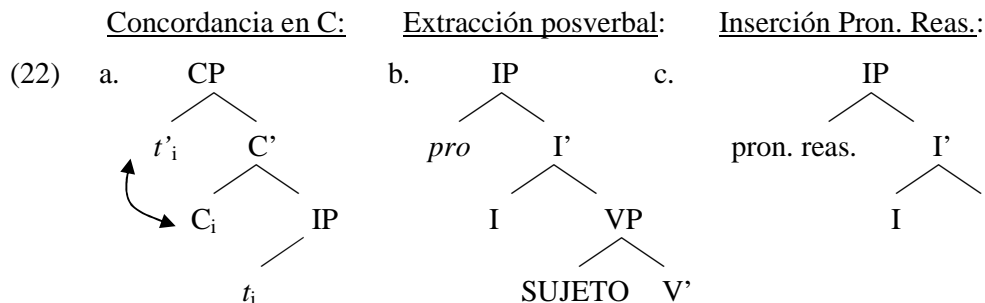 Concordancia en C: Extracción posverbal: Inserción Pron. Reas.:
(22) a. CP b. IP c. IP
t’i C’ pro I’ pron. reas. I’
Ci IP I VP I
ti SUJETO V’